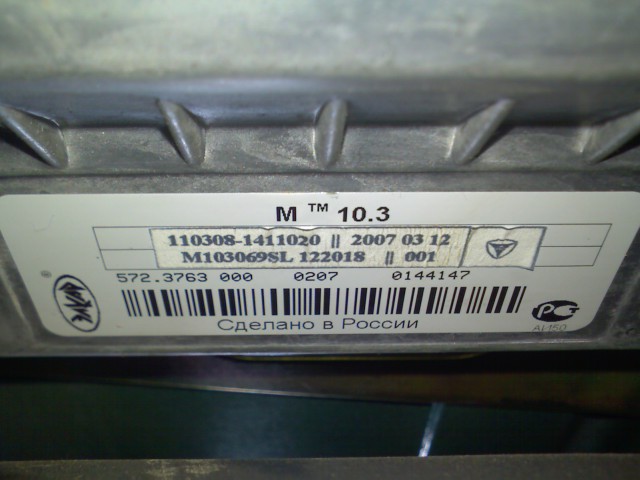 M ™ 10.3
110308-1411020 || 2007 03 12
M103069SL 122018 || 001
572.3763 000 0207 0144147
Сделано в России